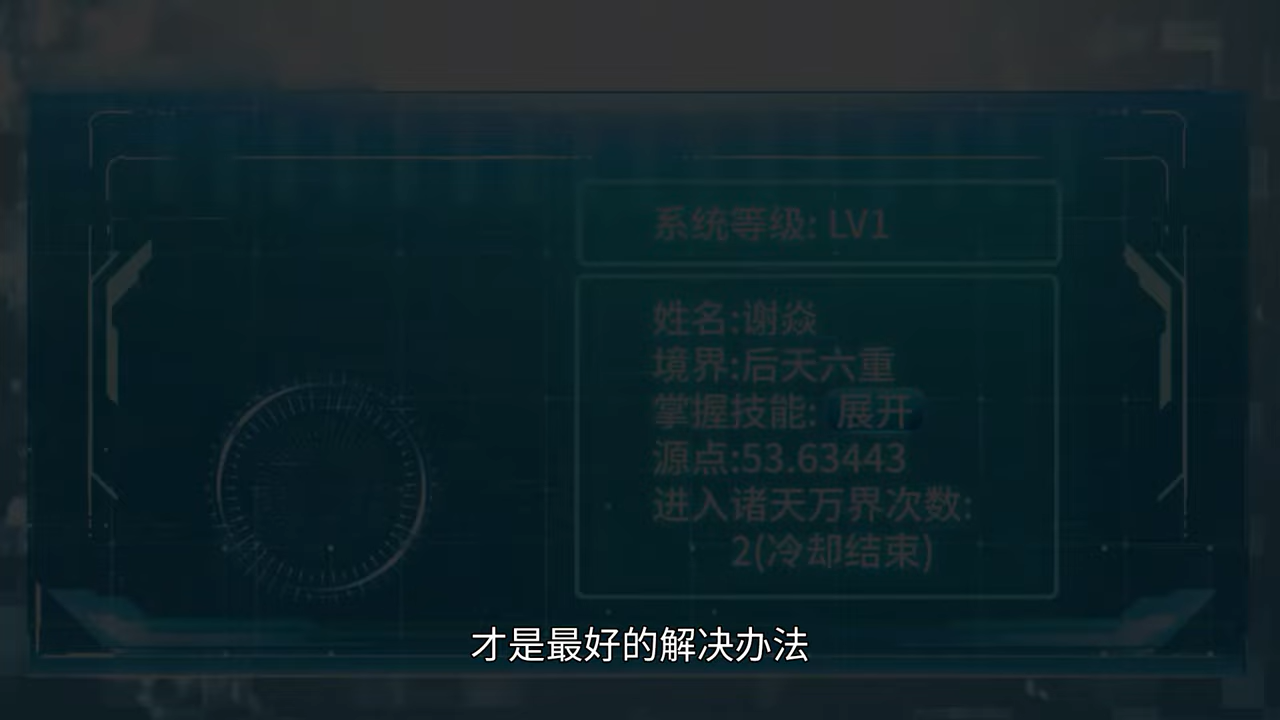 系统等级: LV1
姓名:谢焱
境界:后天六重
掌握技能: 展开
源点:53.63443
进入诸天万界次数:
2(冷却结束)
才是最好的解决办法